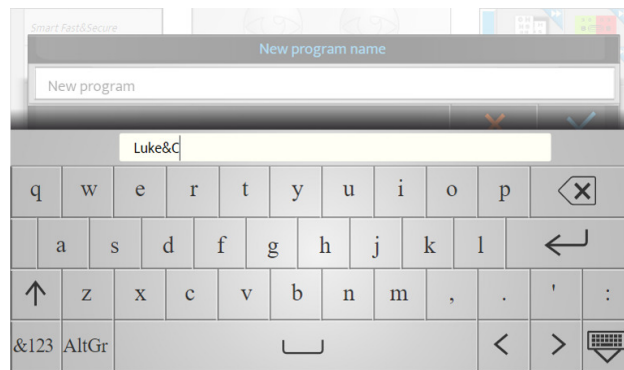 Smart Fast&Secure
New program name
New program
Luke&C
q w e r t y u i o p
a s d f g h j k l
z x c v b n m , . ' :
&123 AltGr < >